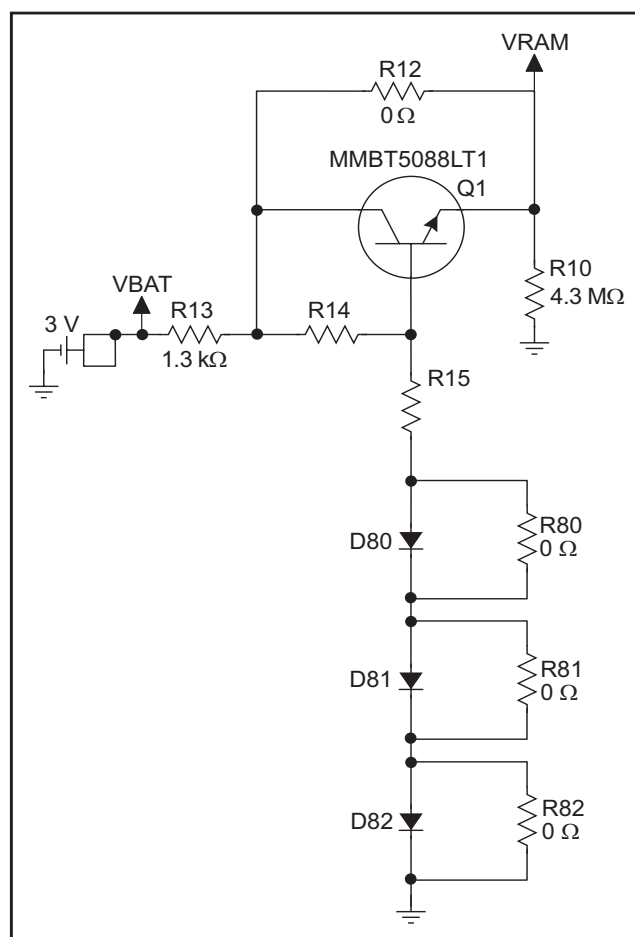 VRAM
R12
0 Ω
MMBT5088LT1
Q1
R10
4.3 MΩ
VBAT
3 V
R13
1.3 kΩ
R14
R15
D80
R80
0 Ω
D81
R81
0 Ω
D82
R82
0 Ω